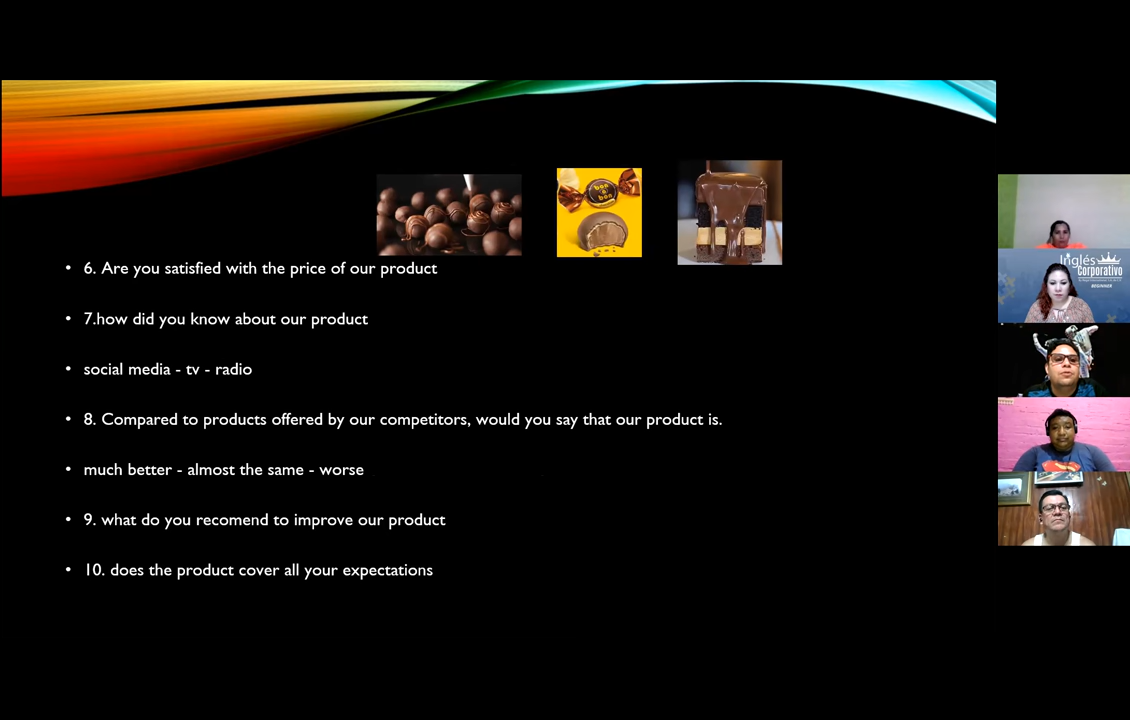 bon
o
bon
• 6. Are you satisfied with the price of our product
• 7.how did you know about our product
• social media - tv - radio
• 8. Compared to products offered by our competitors, would you say that our product is.
• much better - almost the same - worse
• 9. what do you recomend to improve our product
• 10. does the product cover all your expectations
Inglés
Corporativo
BEGINNER